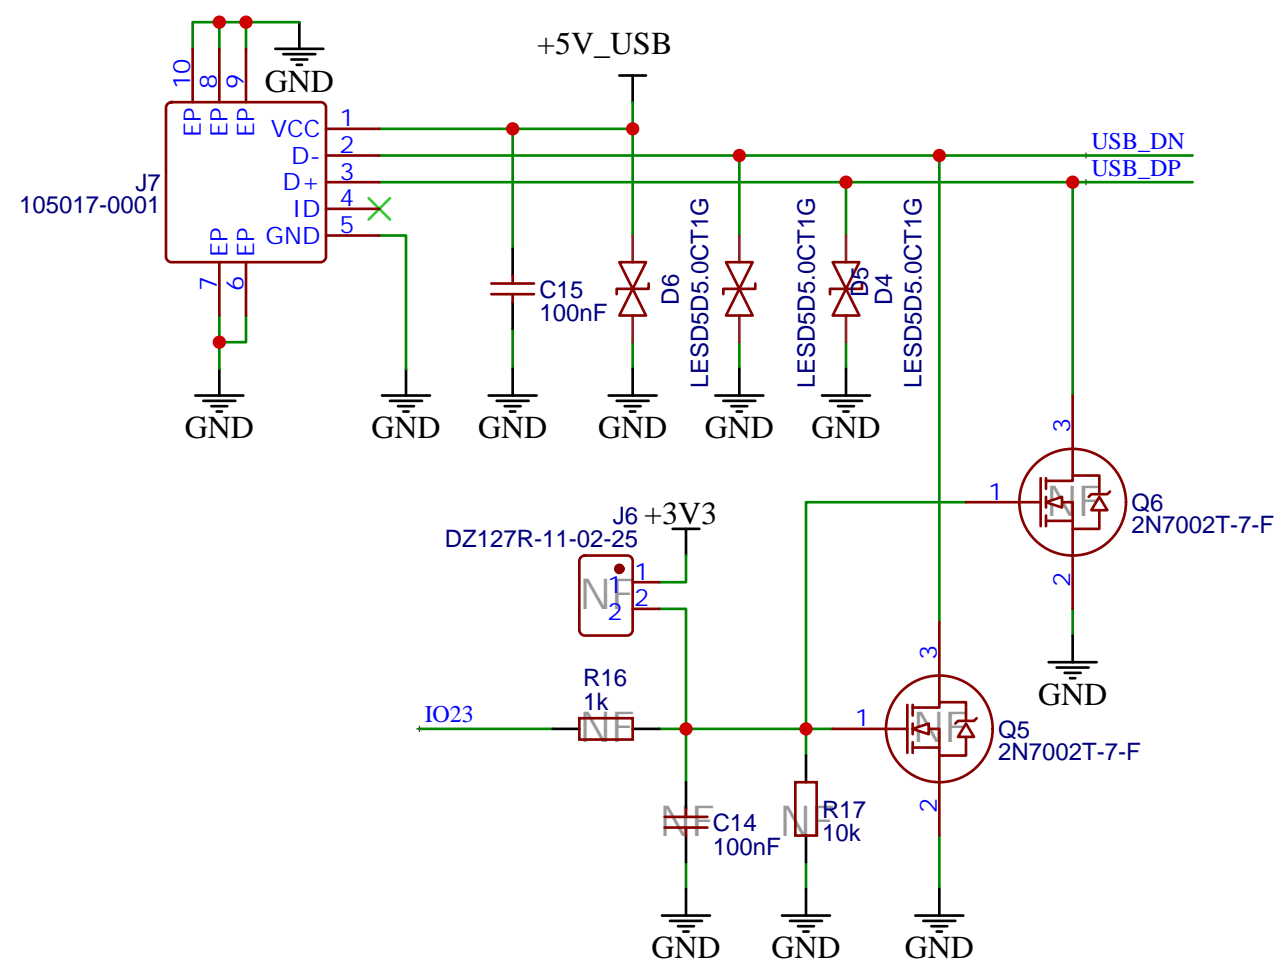 +5V_USB
GND
10
8
9
EP
EP
EP
VCC
1
D-
2
D+
3
ID
4
GND
5
EP
EP
7
6
J7
105017-0001
USB_DN
USB_DP
C15
100nF
D6
LESD5D5.0CT1G
D5
LESD5D5.0CT1G
D4
LESD5D5.0CT1G
GND
GND
GND
GND
GND
GND
3
1
NF
Q6
2N7002T-7-F
2
GND
J6
+3V3
DZ127R-11-02-25
NF
1
1
2
2
R16
1k
NF
IO23
3
1
NF
Q5
2N7002T-7-F
2
NF
C14
100nF
NF
R17
10k
GND
GND
GND